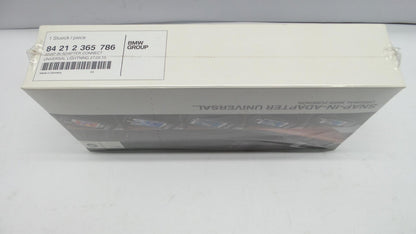 1 Stueck / piece
84 21 2 365 786
SNAP-IN ADAPTER CONNECT
UNIVERSAL LIGHTNING
BMW
GROUP
SNAP-IN-ADAPTER UNIVERSAL.